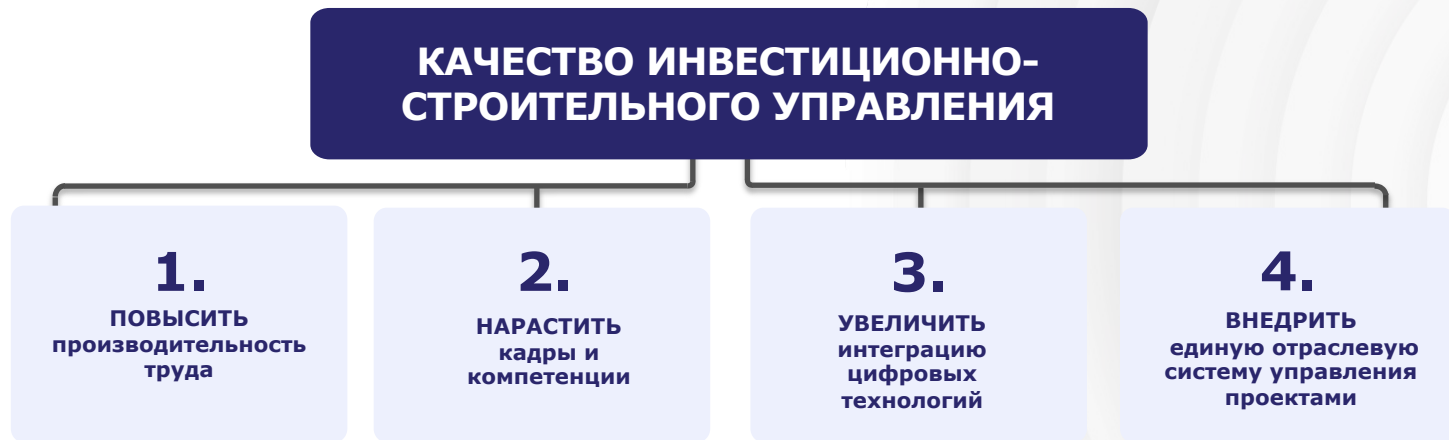 КАЧЕСТВО ИНВЕСТИЦИОННО-
СТРОИТЕЛЬНОГО УПРАВЛЕНИЯ
1.
ПОВЫСИТЬ
производительность
труда
2.
НАРАСТИТЬ
кадры и
компетенции
3.
УВЕЛИЧИТЬ
интеграцию
цифровых
технологий
4.
ВНЕДРИТЬ
единую отраслевую
систему управления
проектами